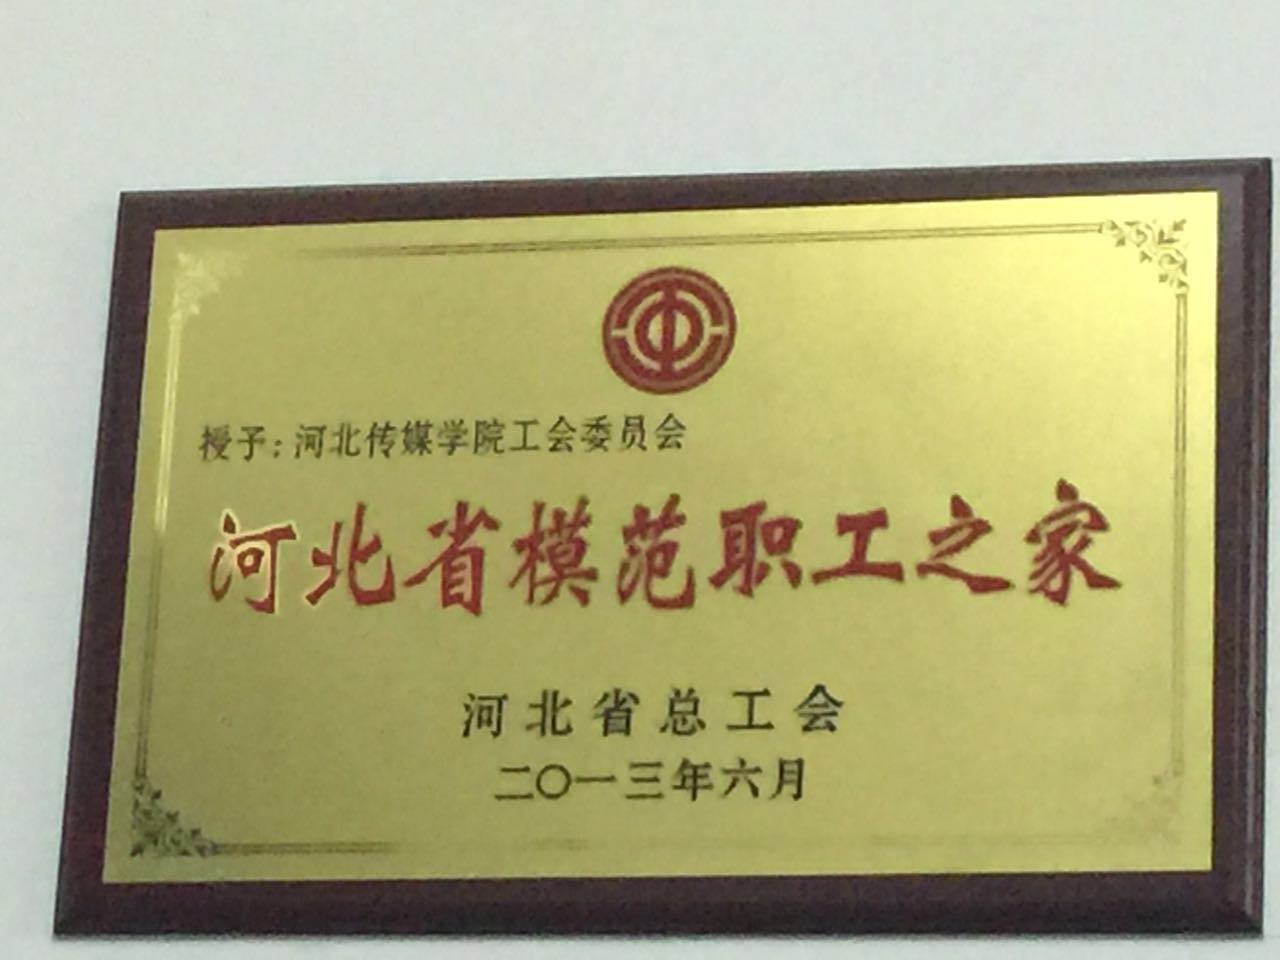 授予:河北传媒学院工会委员会
河北省模范职工之家
河北省总工会
二〇一三年六月